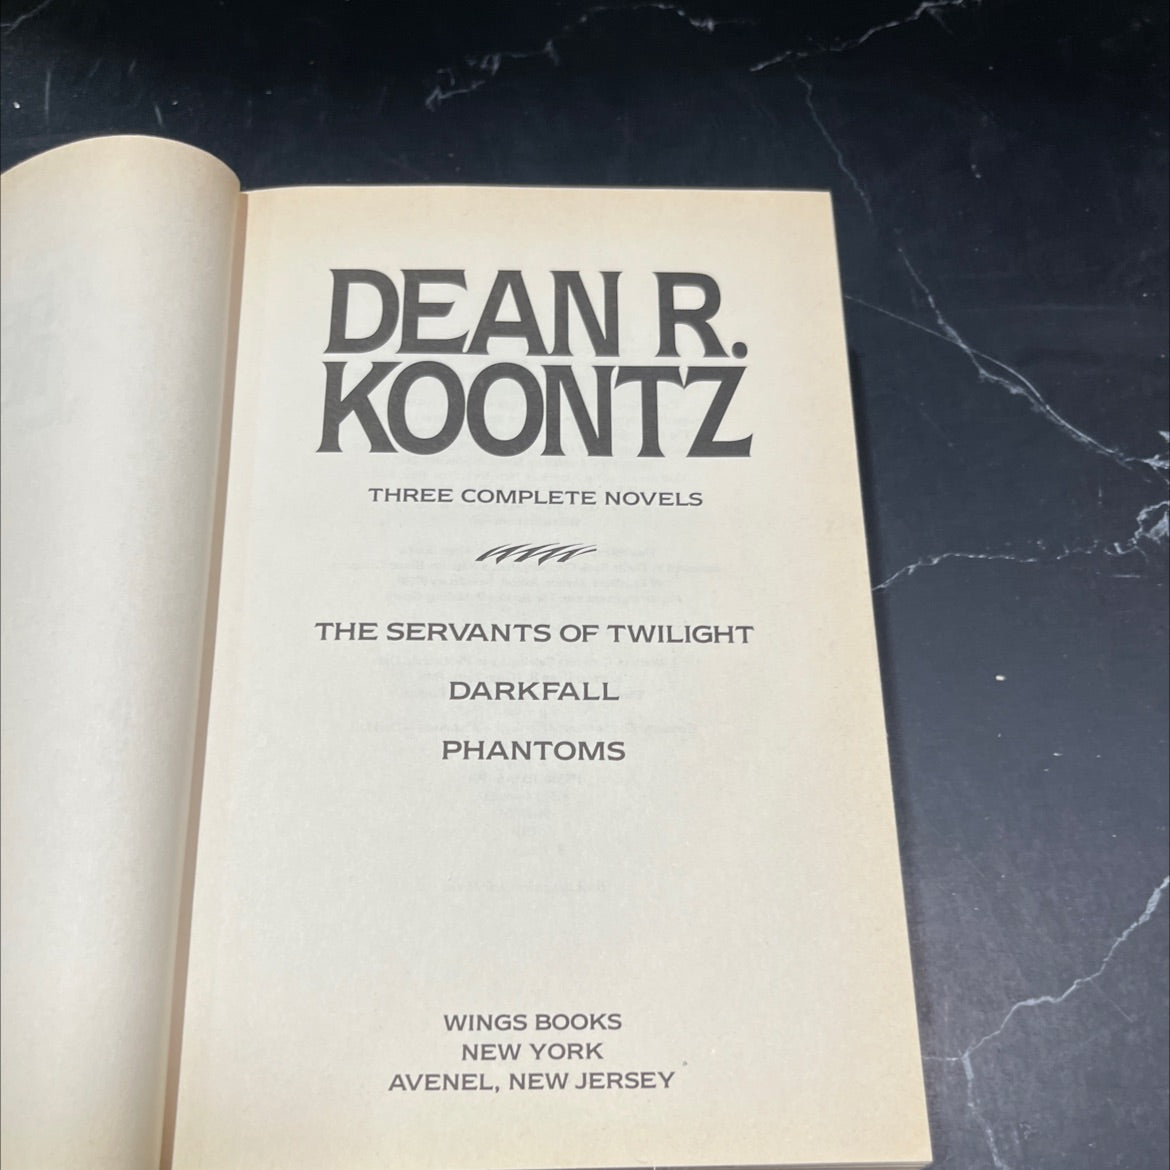 DEAN R.
KOONTZ
THREE COMPLETE NOVELS
THE SERVANTS OF TWILIGHT
DARKFALL
PHANTOMS
WINGS BOOKS
NEW YORK
AVENEL, NEW JERSEY